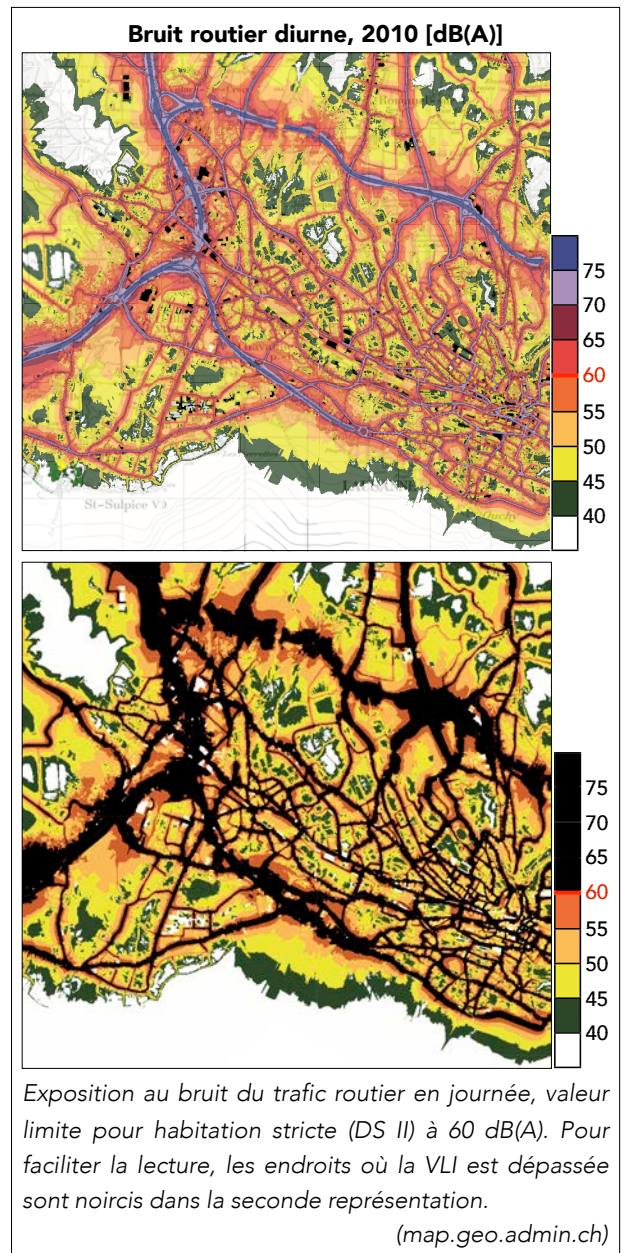 Bruit routier diurne, 2010 [dB(A)]
St-Sulpice VD
LAUSANNE
Ouchy
75
70
65
60
55
50
45
40
75
70
65
60
55
50
45
40
Exposition au bruit du trafic routier en journée, valeur
limite pour habitation stricte (DS II) à 60 dB(A). Pour
faciliter la lecture, les endroits où la VLI est dépassée
sont noircis dans la seconde représentation.
(map.geo.admin.ch)